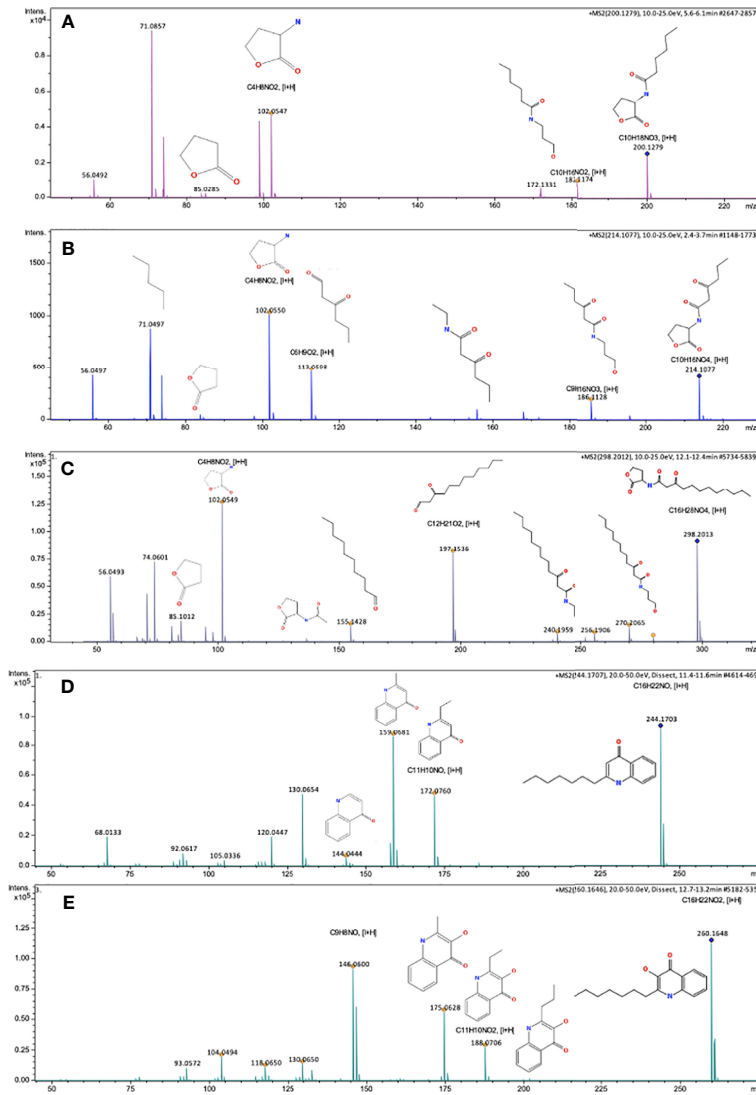 Intens.
x10⁴
A
+MS2(200.1279), 10.0-25.0eV, 5.6-6.1min #2647-2857
0.8
0.6
0.4
0.2
0.0
71.0857
C4H8NO2, [I+H]
102.0547
56.0492
85.0285
C10H16NO2, [I+H]
172.1331
182.1174
C10H18NO3, [I+H]
200.1279
60 80 100 120 140 160 180 200 220 m/z
Intens.
B
+MS2(214.1077), 10.0-25.0eV, 2.4-3.7min #1148-1773
1500
1000
500
0
C4H8NO2, [I+H]
71.0497
102.0550
56.0497
C10H16NO4, [I+H]
186.1128
214.1077
60 80 100 120 140 160 180 200 220 m/z
Intens.
x10⁵
C
+MS2(298.2012), 10.0-25.0eV, 12.1-12.4min #5734-5839
1.25
1.00
0.75
0.50
0.25
0.00
C4H8NO2, [I+H]
102.0549
C12H21O2, [I+H]
C16H28NO4, [I+H]
298.2013
56.0493
74.0601
85.1012
155.1428
197.1536
240.1959
256.1906
270.2065
50 100 150 200 250 300 m/z
Intens.
x10⁵
D
+MS2(!44.1707), 20.0-50.0eV, Dissect, 11.4-11.6min #4614-469
1.0
0.8
0.6
0.4
0.2
0.0
C16H22NO, [I+H]
244.1703
159.0681
C11H10NO, [I+H]
172.0760
130.0654
68.0133
92.0617
105.0336
120.0447
144.0444
50 75 100 125 150 175 200 225 250
Intens.
x10⁵
E
+MS2(!60.1646), 20.0-50.0eV, Dissect, 12.7-13.2min #5182-535
1.25
1.00
0.75
0.50
0.25
0.00
C16H22NO2, [I+H]
260.1648
C9H8NO, [I+H]
146.0600
175.0628
C11H10NO2, [I+H]
188.0706
93.0572
104.0494
118.0650
130.0650
50 75 100 125 150 175 200 225 250